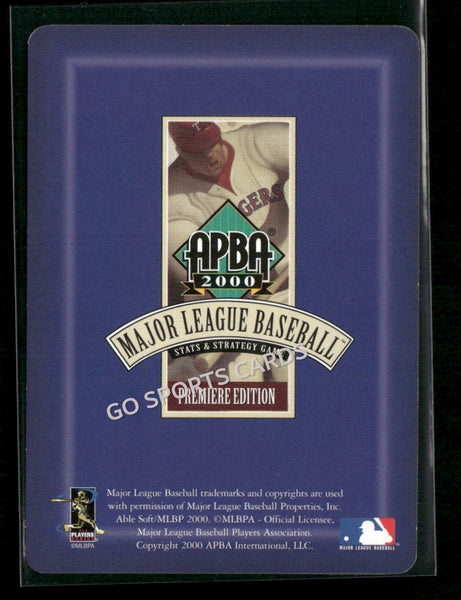 T
GERS
APBA®
2000
MAJOR LEAGUE BASEBALL™
STATS & STRATEGY GAME
GO SPORTS CARDS
PREMIERE EDITION
Major League Baseball trademarks and copyrights are used
with permission of Major League Baseball Properties, Inc.
Able Soft/MLBP 2000. ©MLBPA - Official Licensee,
Major League Baseball Players Association.
Copyright 2000 APBA International, LLC.
PLAYERS
©MLBPA
MAJOR LEAGUE BASEBALL